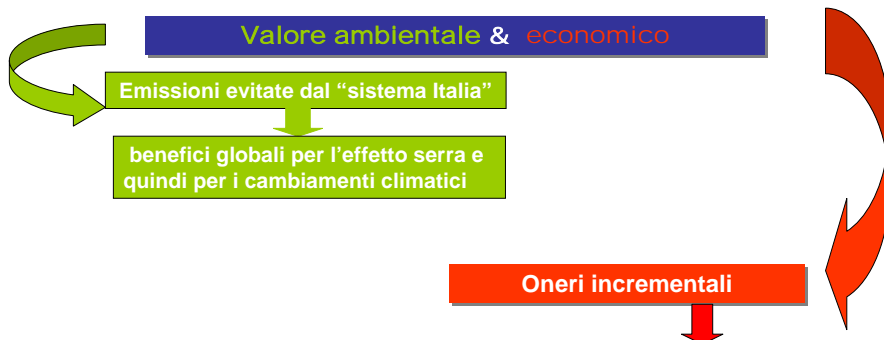 Valore ambientale & economico
Emissioni evitate dal “sistema Italia”
benefici globali per l'effetto serra e
quindi per i cambiamenti climatici
Oneri incrementali